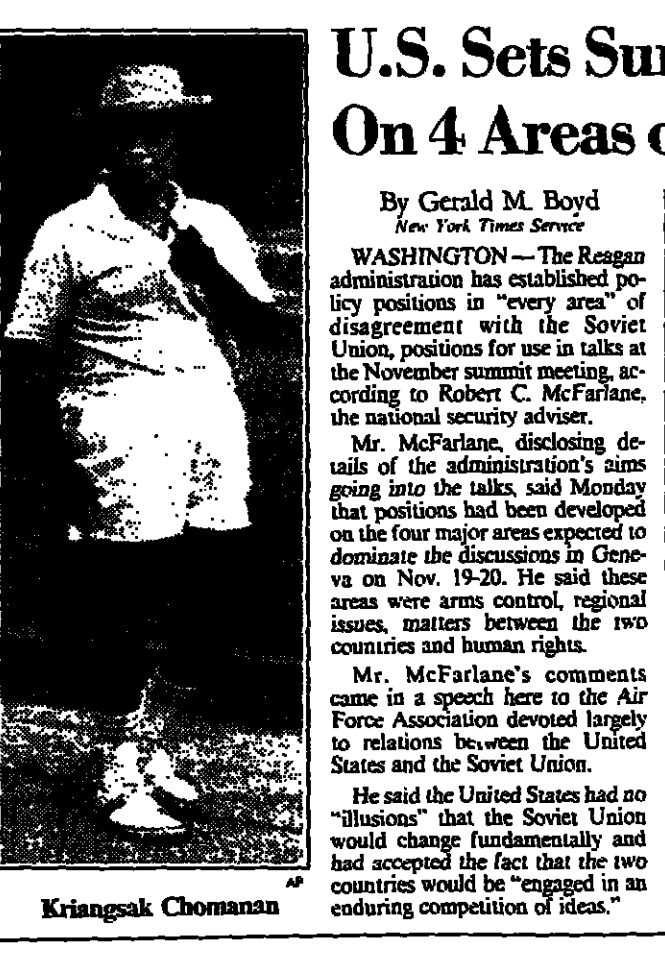 U.S. Sets Su
On 4 Areas
By Gerald M. Boyd
New York Times Service
WASHINGTON — The Reagan
administration has established po-
licy positions in "every area" of
disagreement with the Soviet
Union, positions for use in talks at
the November summit meeting, ac-
cording to Robert C. McFarlane,
the national security adviser.
Mr. McFarlane, disclosing de-
tails of the administration's aims
going into the talks, said Monday
that positions had been developed
on the four major areas expected to
dominate the discussions in Gene-
va on Nov. 19-20. He said these
areas were arms control, regional
issues, matters between the two
countries and human rights.
Mr. McFarlane's comments
came in a speech here to the Air
Force Association devoted largely
to relations between the United
States and the Soviet Union.
He said the United States had no
"illusions" that the Soviet Union
would change fundamentally and
had accepted the fact that the two
countries would be "engaged in an
enduring competition of ideas."
AP
Kriangsak Chomanan